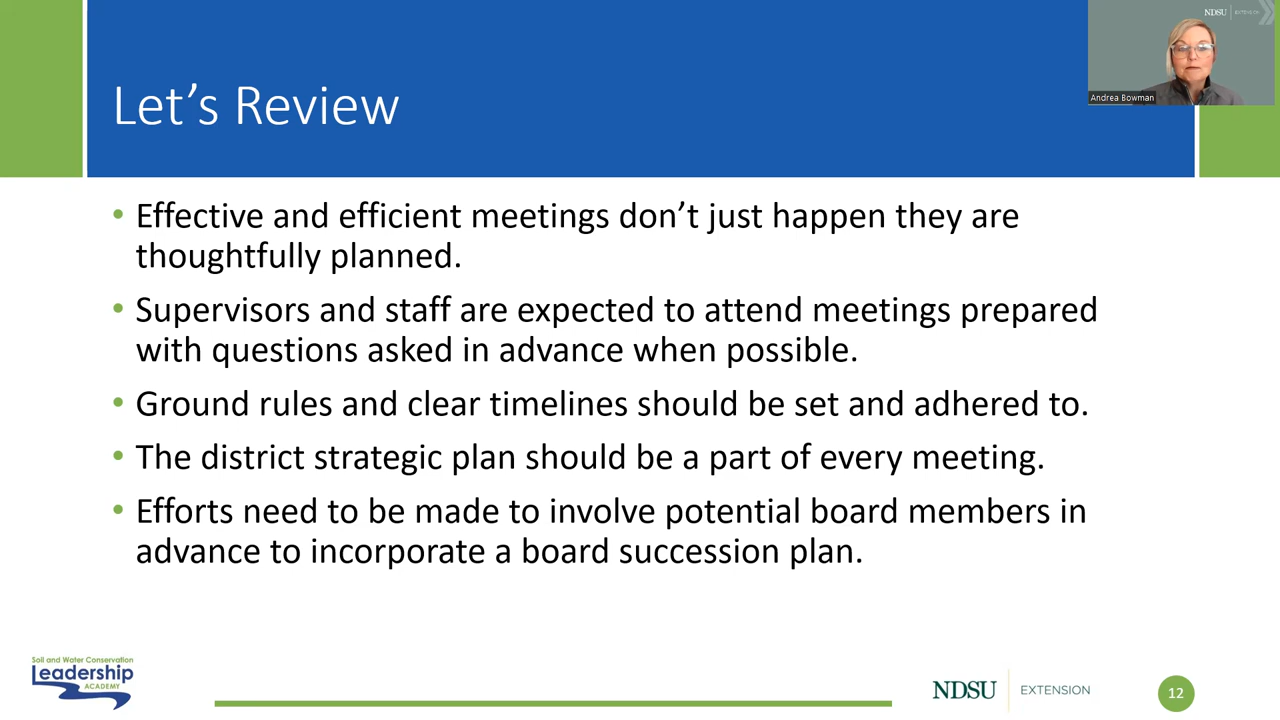 NDSU EXTENSION
Andrea Bowman
Let's Review
• Effective and efficient meetings don't just happen they are
thoughtfully planned.
• Supervisors and staff are expected to attend meetings prepared
with questions asked in advance when possible.
• Ground rules and clear timelines should be set and adhered to.
• The district strategic plan should be a part of every meeting.
• Efforts need to be made to involve potential board members in
advance to incorporate a board succession plan.
Soil and Water Conservation
Leadership
ACADEMY
NDSU EXTENSION
12